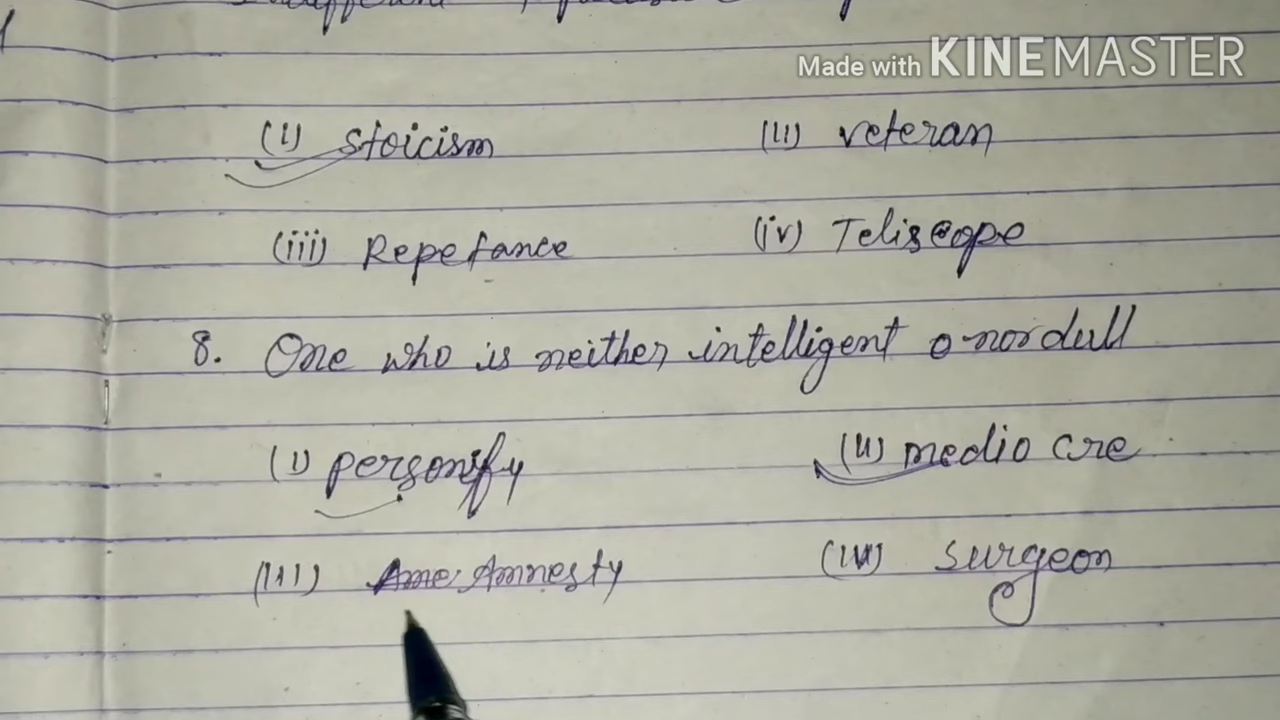 Indifferent
Made with KINEMASTER
(i) Stoicism (ii) veteran
(iii) Repetance (iv) Teliscope
8. One who is neither intelligent nor dull
(i) personify (ii) medio cre
(iii) Amnesty (iv) Surgeon